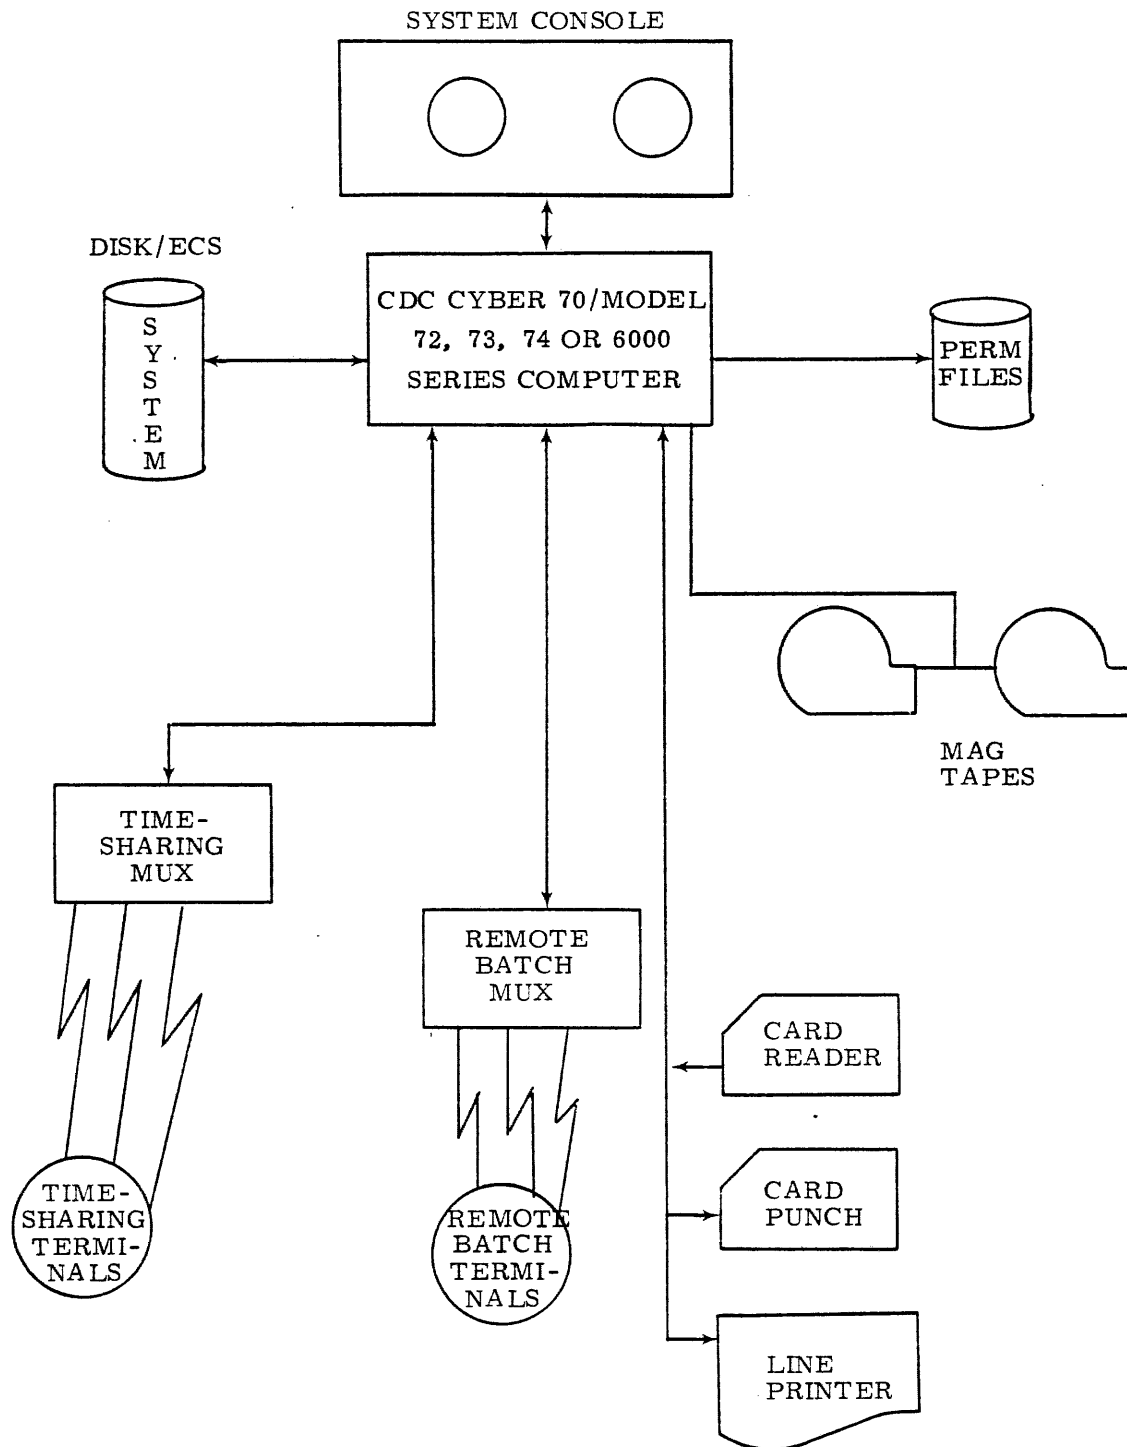 SYSTEM CONSOLE
DISK/ECS
SYSTEM
CDC CYBER 70/MODEL
72, 73, 74 OR 6000
SERIES COMPUTER
PERM
FILES
MAG
TAPES
TIME-
SHARING
MUX
REMOTE
BATCH
MUX
CARD
READER
CARD
PUNCH
LINE
PRINTER
TIME-
SHARING
TERMI-
NALS
REMOTE
BATCH
TERMI-
NALS